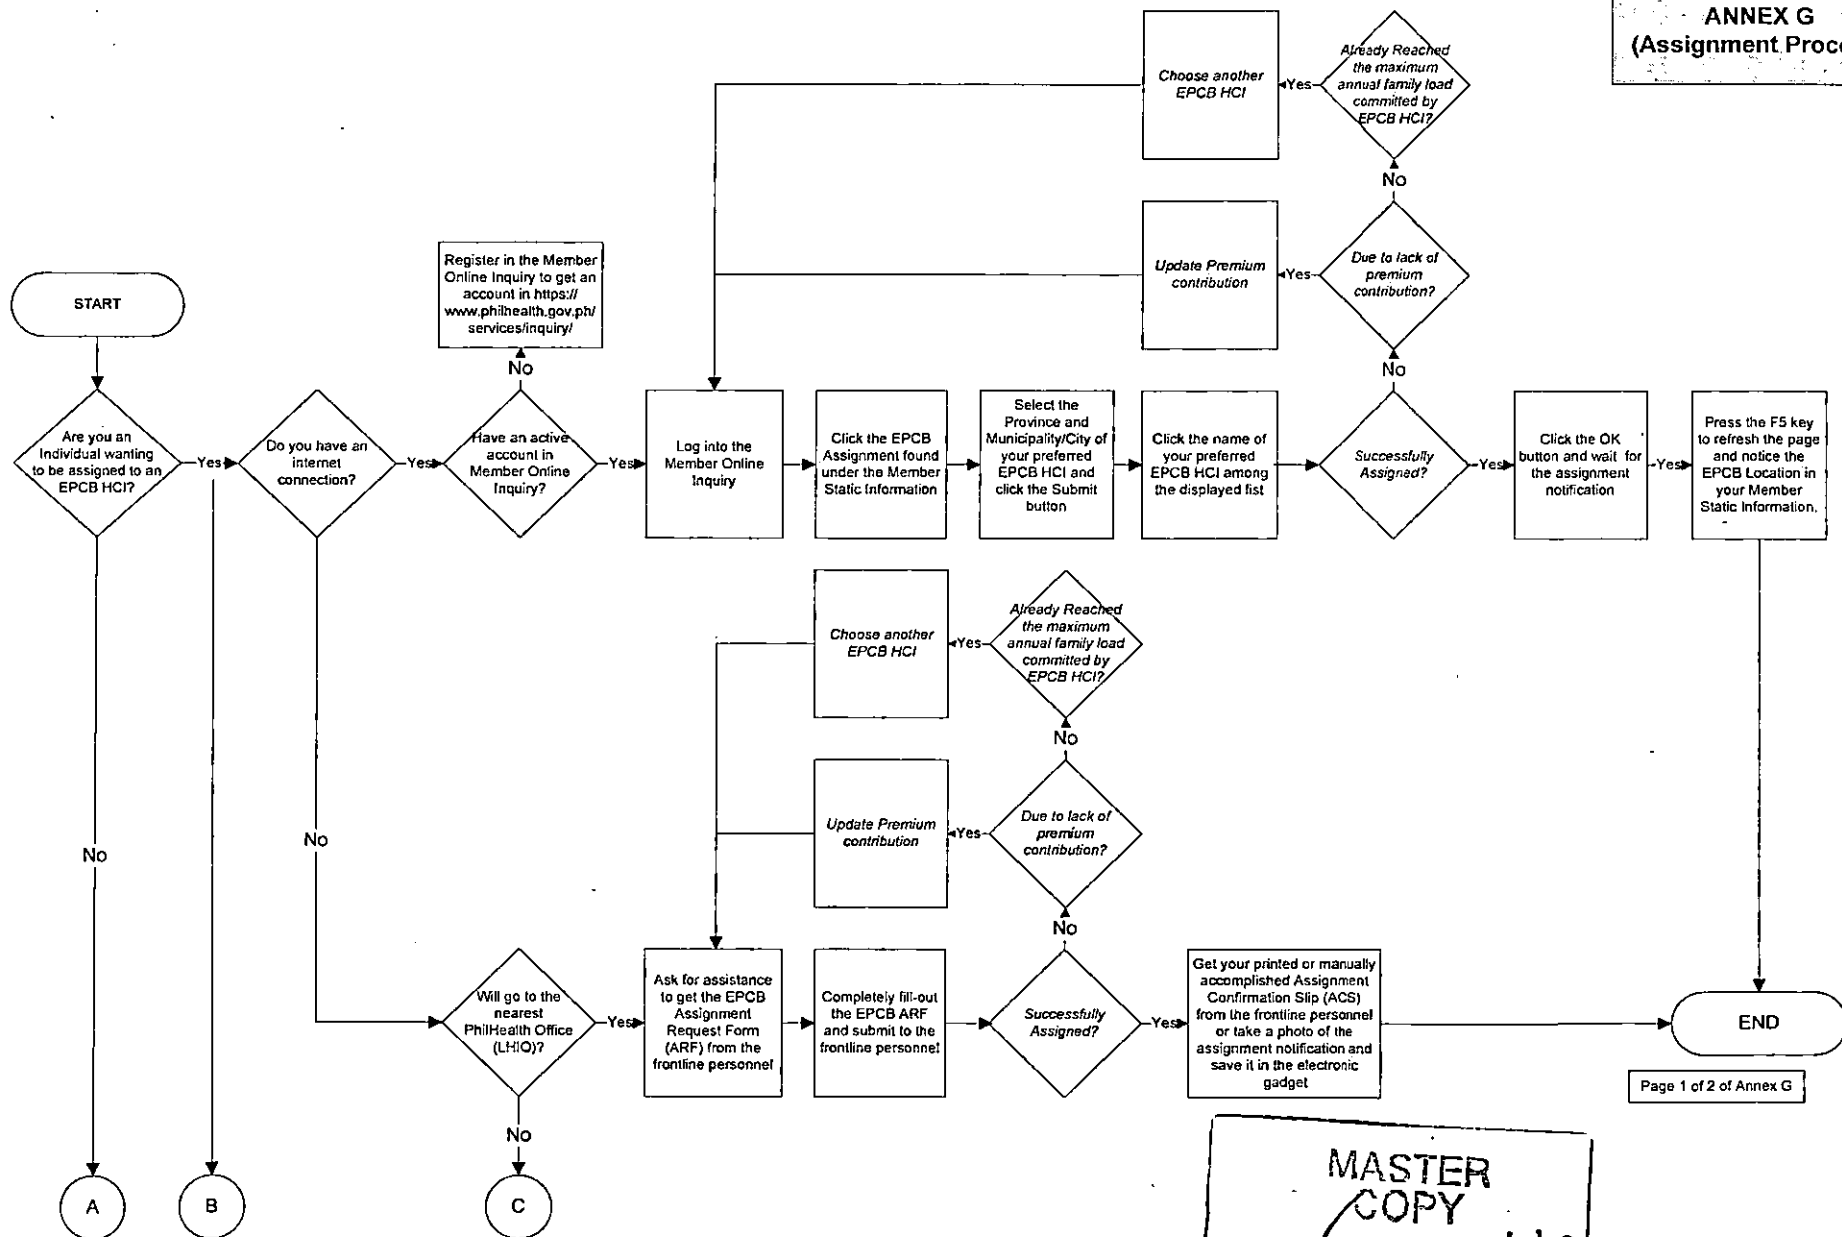 ANNEX G
(Assignment
Already Reached
the maximum
annual family load
committed by
EPCB HCI?
Yes
Choose another
EPCB HCI
No
Due to lack of
premium
contribution?
Yes
Update Premium
contribution
No
Register in the Member
Online Inquiry to get an
account in https://
www.philhealth.gov.ph/
services/inquiry/
No
START
Are you an
Individual wanting
to be assigned to an
EPCB HCI?
Yes
Do you have an
internet
connection?
Yes
Have an active
account in
Member Online
Inquiry?
Yes
Log into the
Member Online
Inquiry
Click the EPCB
Assignment found
under the Member
Static Information
Select the
Province and
Municipality/City of
your preferred
EPCB HCI and
click the Submit
button
Click the name of
your preferred
EPCB HCI among
the displayed list
Successfully
Assigned?
Yes
Click the OK
button and wait for
the assignment
notification
Yes
Press the F5 key
to refresh the page
and notice the
EPCB Location in
your Member
Static Information.
Already Reached
the maximum
annual family load
committed by
EPCB HCI?
Yes
Choose another
EPCB HCI
No
Due to lack of
premium
contribution?
Yes
Update Premium
contribution
No
No
No
Will go to the
nearest
PhilHealth Office
(LHIO)?
Yes
Ask for assistance
to get the EPCB
Assignment
Request Form
(ARF) from the
frontline personnel
Completely fill-out
the EPCB ARF
and submit to the
frontline personnel
Successfully
Assigned?
Yes
Get your printed or manually
accomplished Assignment
Confirmation Slip (ACS)
from the frontline personnel
or take a photo of the
assignment notification and
save it in the electronic
gadget
END
Page 1 of 2 of Annex G
No
A
B
C
MASTER
COPY